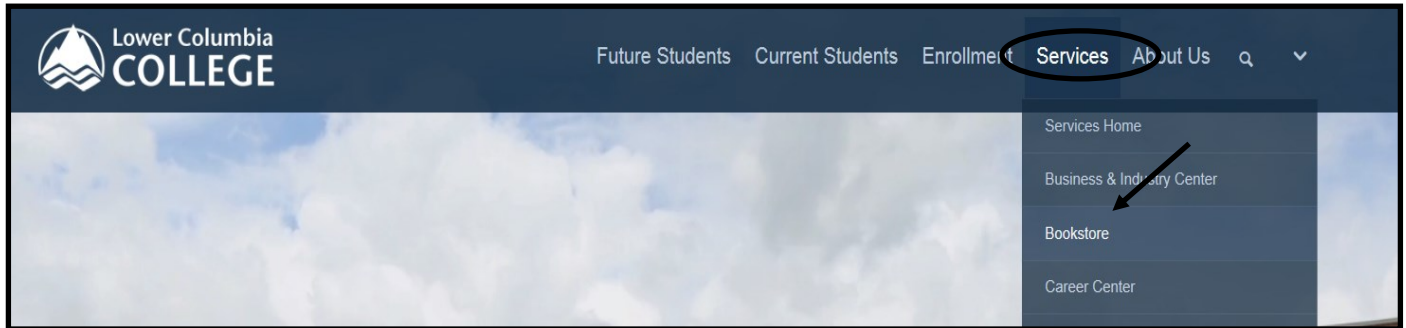 Lower Columbia
COLLEGE
Future Students Current Students Enrollment Services About Us
Services Home
Business & Industry Center
Bookstore
Career Center